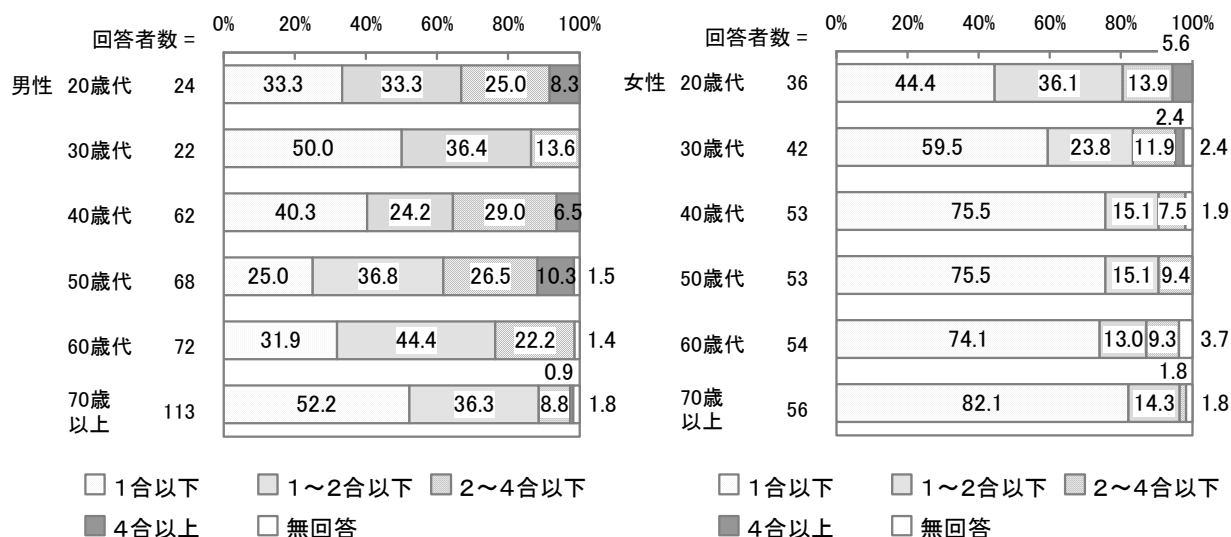 0% 20% 40% 60% 80% 100%
回答者数 =
男性 20歳代 24 33.3 33.3 25.0 8.3
30歳代 22 50.0 36.4 13.6
40歳代 62 40.3 24.2 29.0 6.5
50歳代 68 25.0 36.8 26.5 10.3 1.5
60歳代 72 31.9 44.4 22.2 1.4
0.9
70歳
以上 113 52.2 36.3 8.8 1.8
1合以下 1～2合以下 2～4合以下
4合以上 無回答
0% 20% 40% 60% 80% 100%
回答者数 =
5.6
女性 20歳代 36 44.4 36.1 13.9
2.4
30歳代 42 59.5 23.8 11.9 2.4
40歳代 53 75.5 15.1 7.5 1.9
50歳代 53 75.5 15.1 9.4
60歳代 54 74.1 13.0 9.3 3.7
1.8
70歳
以上 56 82.1 14.3 1.8
1合以下 1～2合以下 2～4合以下
4合以上 無回答